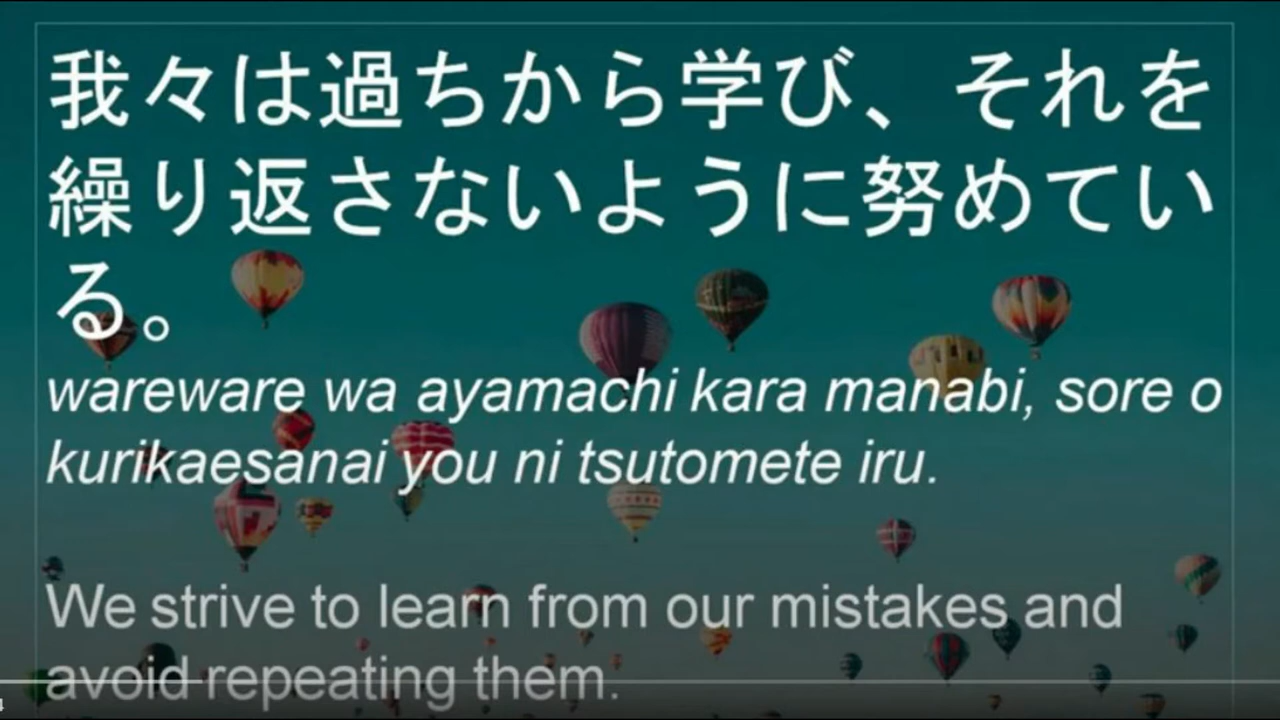 我々は過ちから学び、それを
繰り返さないように努めてい
る。
wareware wa ayamachi kara manabi, sore o
kurikaesanai you ni tsutomete iru.
We strive to learn from our mistakes and
avoid repeating them.